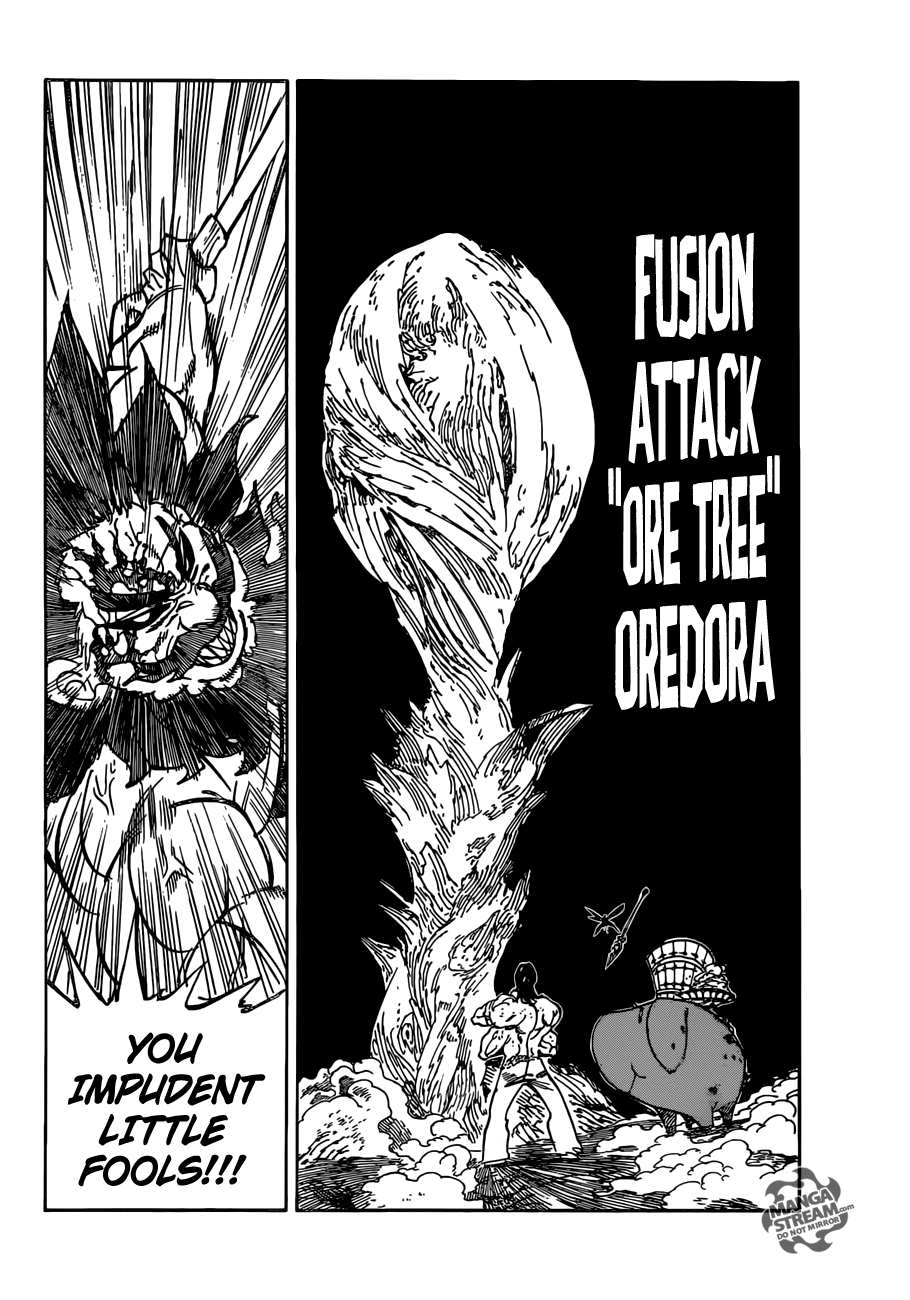 FUSION
ATTACK
"ORE TREE"
OREDORA
YOU
IMPUDENT
LITTLE
FOOLS!!!
MANGA
STREAM.com
DO NOT MIRROR